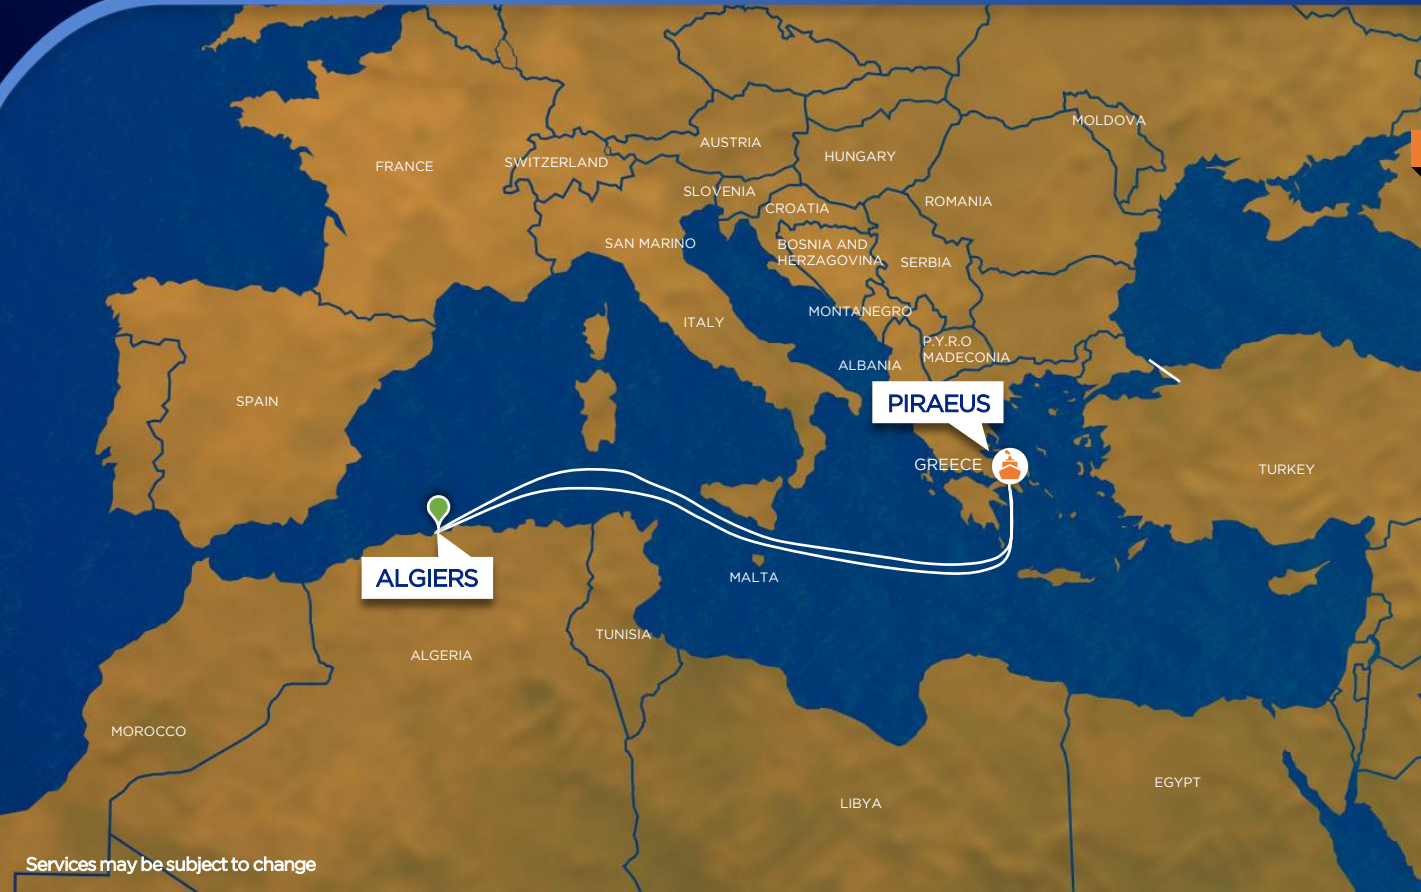 MOLDOVA
AUSTRIA
HUNGARY
FRANCE
SWITZERLAND
SLOVENIA
ROMANIA
CROATIA
SAN MARINO
BOSNIA AND
HERZAGOVINA
SERBIA
MONTANEGRO
ITALY
P.Y.R.O
MADECONIA
ALBANIA
SPAIN
PIRAEUS
GREECE
TURKEY
ALGIERS
MALTA
TUNISIA
ALGERIA
MOROCCO
EGYPT
LIBYA
Services may be subject to change